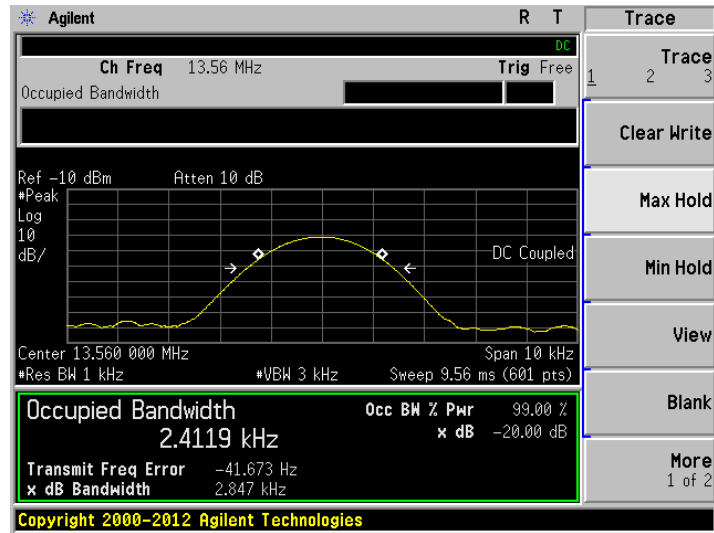 Agilent R T
DC
Ch Freq 13.56 MHz Trig Free
Occupied Bandwidth
Ref -10 dBm Atten 10 dB
#Peak
Log
10
dB/
DC Coupled
Center 13.560 000 MHz Span 10 kHz
#Res BW 1 kHz #VBW 3 kHz Sweep 9.56 ms (601 pts)
Occupied Bandwidth Occ BW % Pwr 99.00 %
2.4119 kHz x dB -20.00 dB
Transmit Freq Error -41.673 Hz
x dB Bandwidth 2.847 kHz
Copyright 2000-2012 Agilent Technologies
Trace
Trace
1 2 3
Clear Write
Max Hold
Min Hold
View
Blank
More
1 of 2